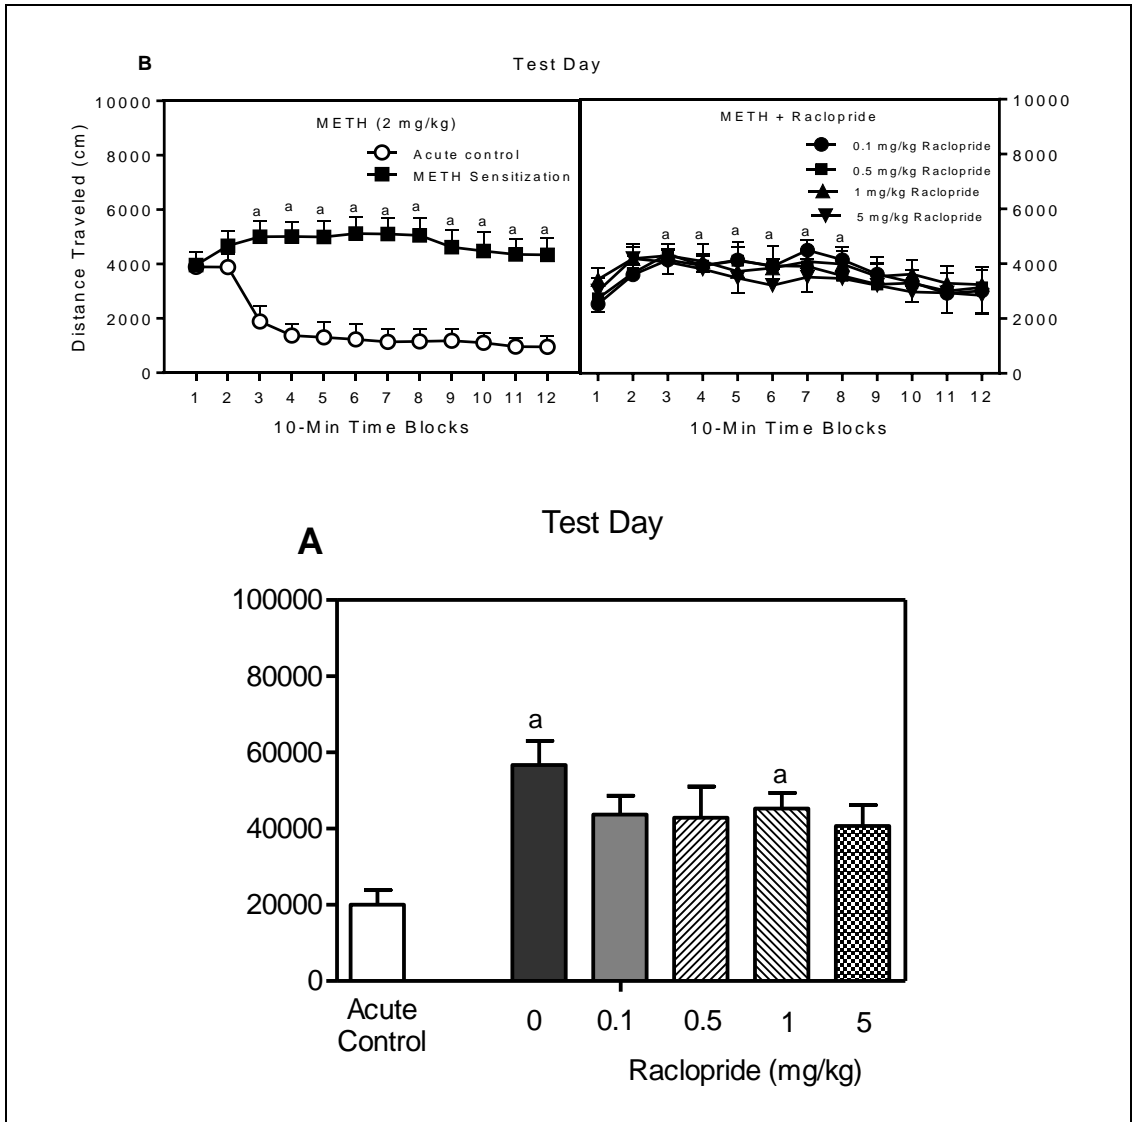 B
Test Day
Distance Traveled (cm)
10000
8000
6000
4000
2000
0
METH (2 mg/kg)
Acute control
METH Sensitization
a a a a a a a a a a
1 2 3 4 5 6 7 8 9 10 11 12
10-Min Time Blocks
METH + Raclopride
0.1 mg/kg Raclopride
0.5 mg/kg Raclopride
1 mg/kg Raclopride
5 mg/kg Raclopride
a a a a a a
10000
8000
6000
4000
2000
0
1 2 3 4 5 6 7 8 9 10 11 12
10-Min Time Blocks
A
Test Day
100000
80000
60000
40000
20000
0
a
a
Acute
Control
0 0.1 0.5 1 5
Raclopride (mg/kg)